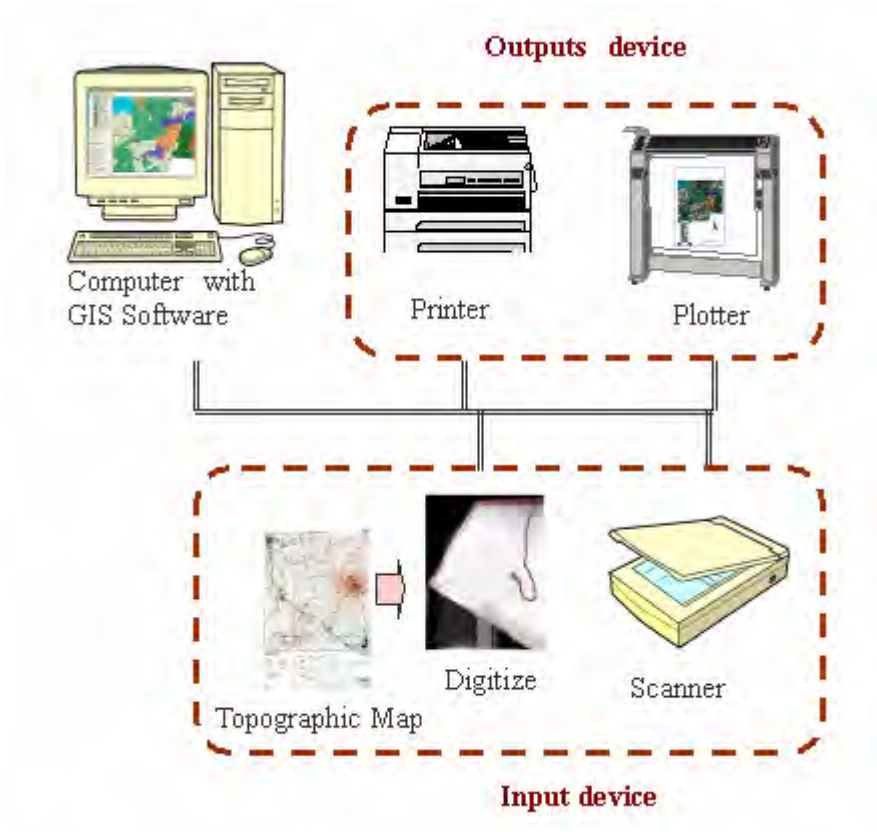 Outputs device
Computer with
GIS Software
Printer
Plotter
Digitize
Scanner
Topographic Map
Input device